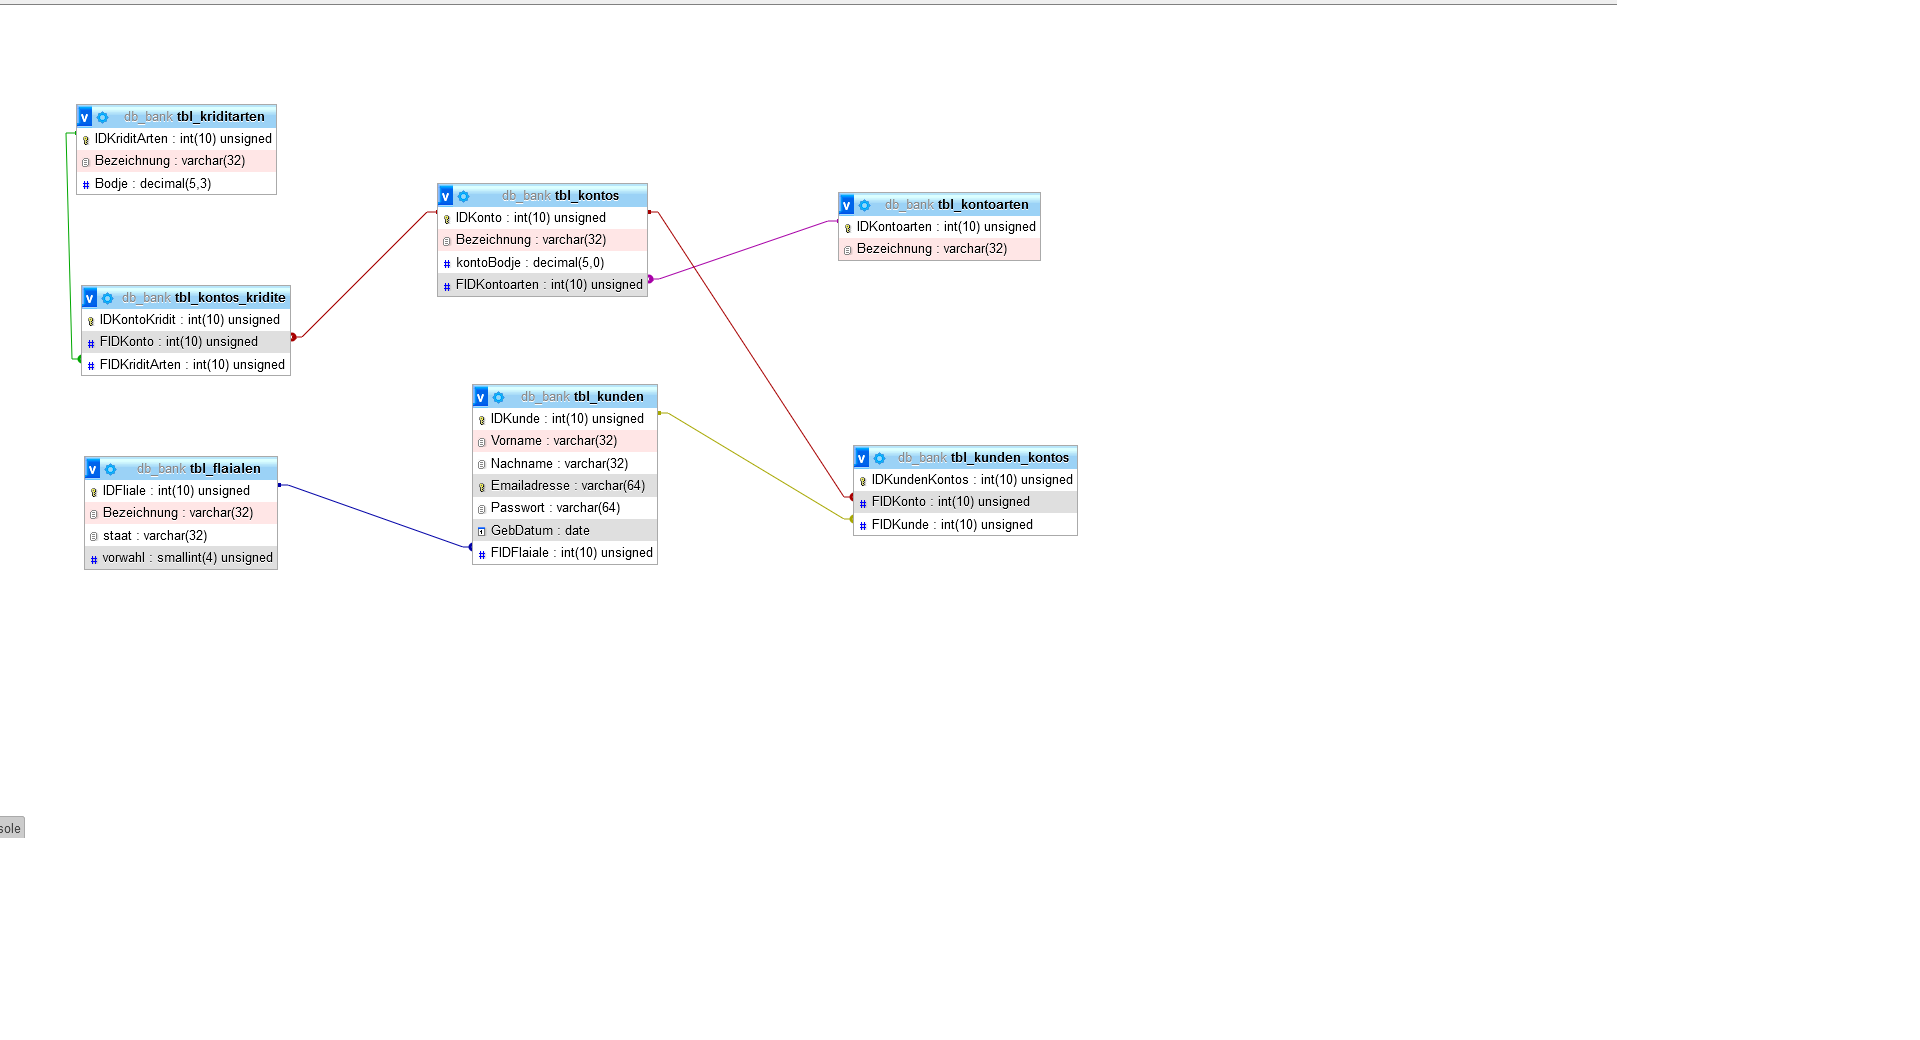 v db_bank tbl_kriditarten
IDKriditArten : int(10) unsigned
Bezeichnung : varchar(32)
# Bodje : decimal(5,3)
v db_bank tbl_kontos
IDKonto : int(10) unsigned
Bezeichnung : varchar(32)
# kontoBodje : decimal(5,0)
# FIDKontoarten : int(10) unsigned
v db_bank tbl_kontoarten
IDKontoarten : int(10) unsigned
Bezeichnung : varchar(32)
v db_bank tbl_kontos_kridite
IDKontoKridit : int(10) unsigned
# FIDKonto : int(10) unsigned
# FIDKriditArten : int(10) unsigned
v db_bank tbl_kunden
IDKunde : int(10) unsigned
Vorname : varchar(32)
Nachname : varchar(32)
Emailadresse : varchar(64)
Passwort : varchar(64)
GebDatum : date
# FIDFlaiale : int(10) unsigned
v db_bank tbl_flaialen
IDFliale : int(10) unsigned
Bezeichnung : varchar(32)
staat : varchar(32)
# vorwahl : smallint(4) unsigned
v db_bank tbl_kunden_kontos
IDKundenKontos : int(10) unsigned
# FIDKonto : int(10) unsigned
# FIDKunde : int(10) unsigned
sole